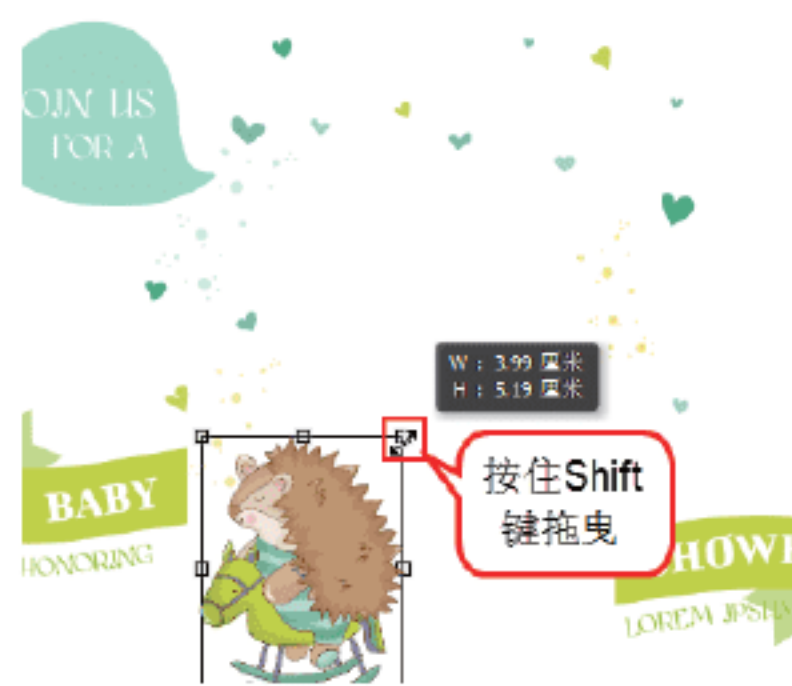 OIN US
FOR A
W : 3.99 厘米
H : 5.19 厘米
按住Shift
键拖曳
BABY
HONORING
HOWE
LOREM IPSUM